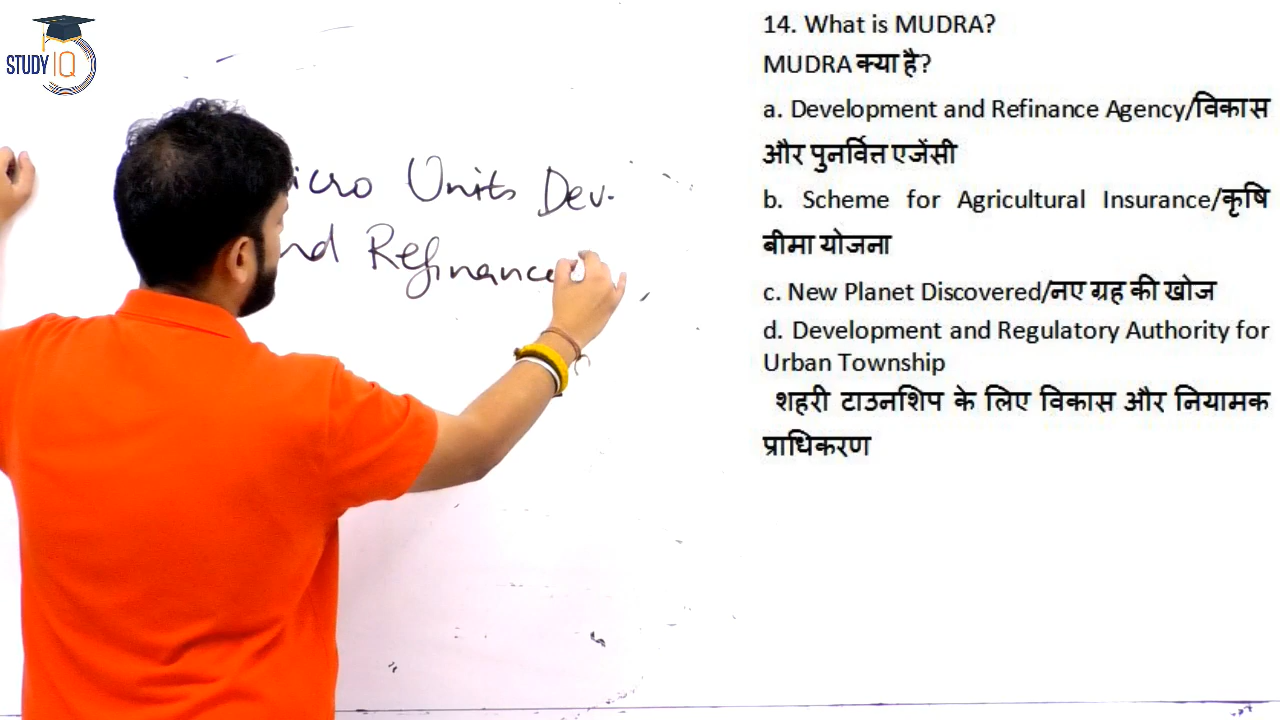 STUDY IQ
icro Units Dev.
nd Refinance
14. What is MUDRA?
MUDRA क्या है?
a. Development and Refinance Agency/विकास
और पुनर्वित्त एजेंसी
b. Scheme for Agricultural Insurance/कृषि
बीमा योजना
c. New Planet Discovered/नए ग्रह की खोज
d. Development and Regulatory Authority for
Urban Township
शहरी टाउनशिप के लिए विकास और नियामक
प्राधिकरण